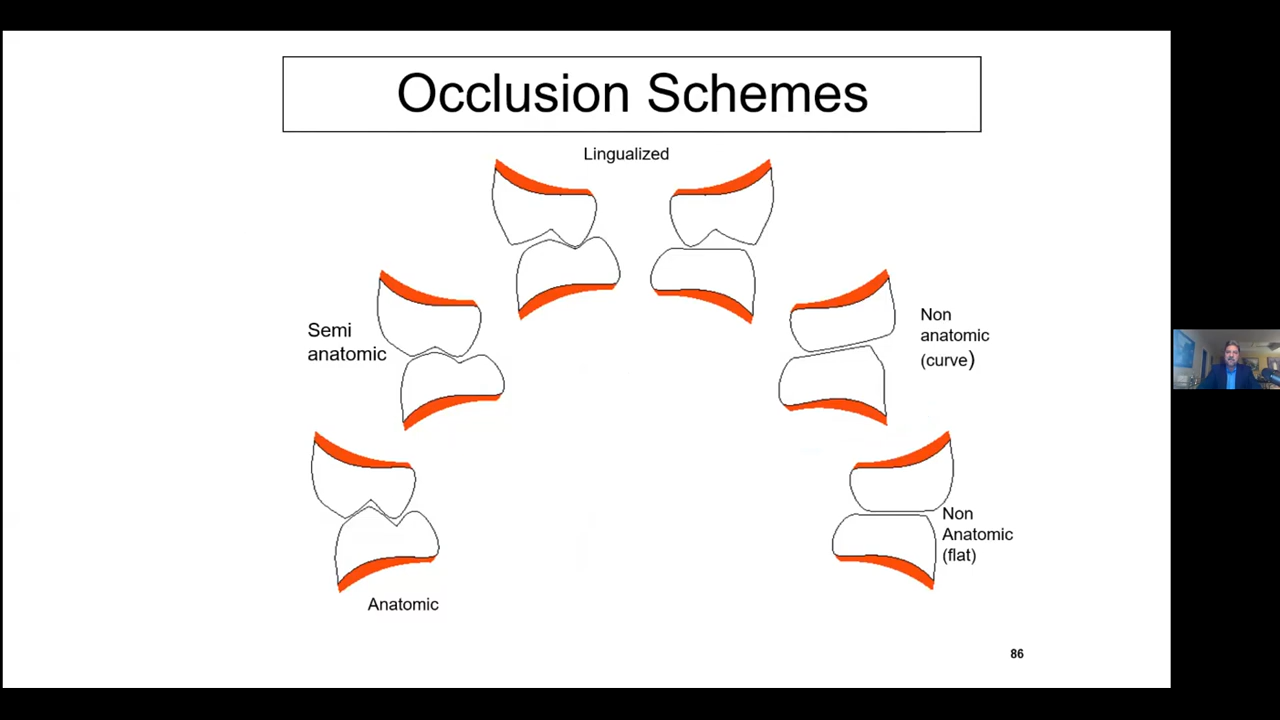 Occlusion Schemes
Lingualized
Semi
anatomic
Non
anatomic
(curve)
Non
Anatomic
(flat)
Anatomic
86